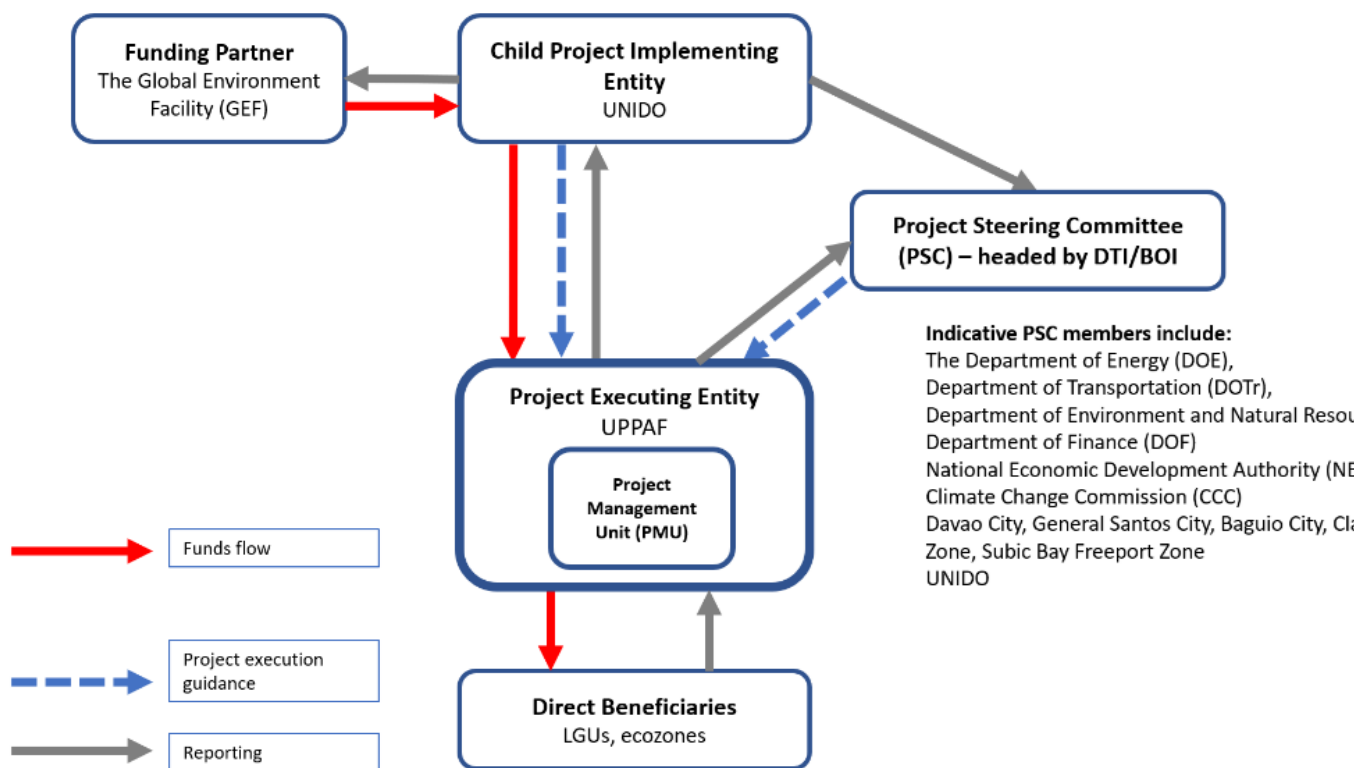 Funding Partner
The Global Environment
Facility (GEF)
Child Project Implementing
Entity
UNIDO
Project Steering Committee
(PSC) – headed by DTI/BOI
Indicative PSC members include:
The Department of Energy (DOE),
Department of Transportation (DOTr),
Department of Environment and Natural
Department of Finance (DOF)
National Economic Development Authority
Climate Change Commission (CCC)
Davao City, General Santos City, Baguio City,
Zone, Subic Bay Freeport Zone
UNIDO
Project Executing Entity
UPPAF
Project
Management
Unit (PMU)
Funds flow
Project execution
guidance
Reporting
Direct Beneficiaries
LGUs, ecozones